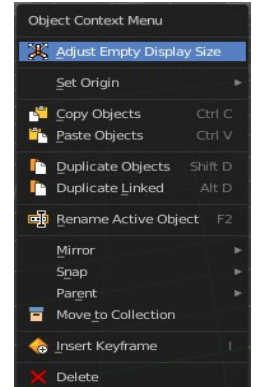 Object Context Menu
Adjust Empty Display Size
Set Origin
Copy Objects Ctrl C
Paste Objects Ctrl V
Duplicate Objects Shift D
Duplicate Linked Alt D
Rename Active Object F2
Mirror
Snap
Parent
Move to Collection
Insert Keyframe I
Delete